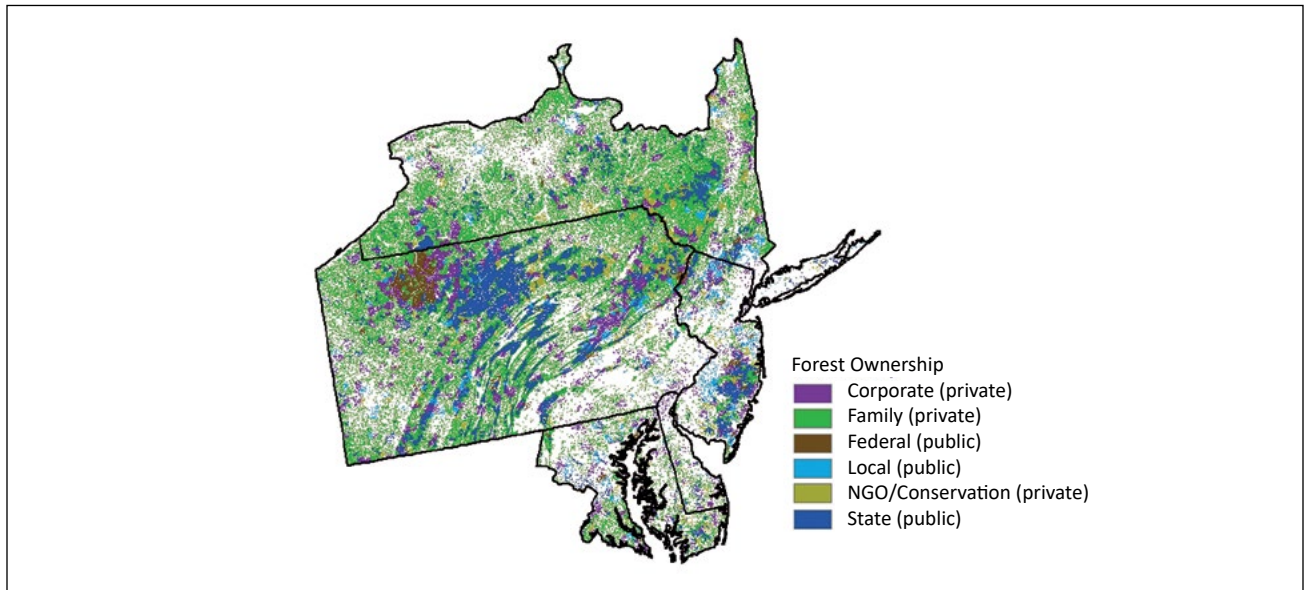 Forest Ownership
Corporate (private)
Family (private)
Federal (public)
Local (public)
NGO/Conservation (private)
State (public)